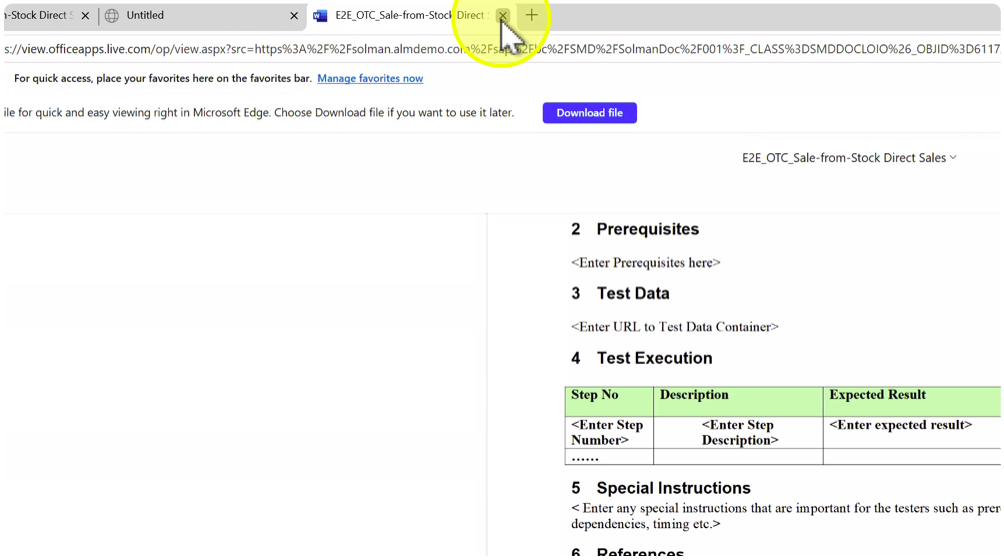 n-Stock Direct S
Untitled
E2E_OTC_Sale-from-Stock Direct
s://view.officeapps.live.com/op/view.aspx?src=https%3A%2F%2Fsolman.almdemo.com%2Fsap%2Fbc%2FSMD%2FSolmanDoc%2F001%3F_CLASS%3DSMDDOCLOIO%26_OBJID%3D6117
For quick access, place your favorites here on the favorites bar. Manage favorites now
ile for quick and easy viewing right in Microsoft Edge. Choose Download file if you want to use it later.
Download file
E2E_OTC_Sale-from-Stock Direct Sales
2 Prerequisites
<Enter Prerequisites here>
3 Test Data
<Enter URL to Test Data Container>
4 Test Execution
Step No Description Expected Result
<Enter Step Number> <Enter Step Description> <Enter expected result>
......
5 Special Instructions
< Enter any special instructions that are important for the testers such as prer
dependencies, timing etc.>
6 References